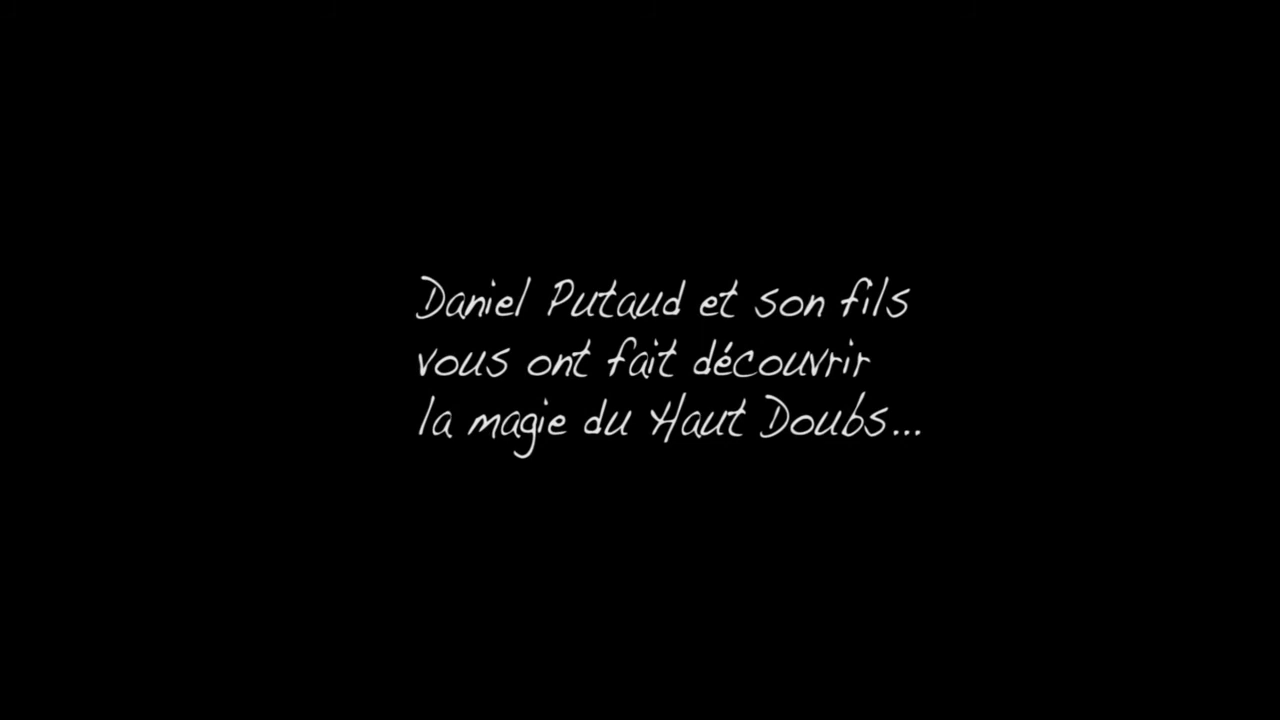 Daniel Putaud et son fils
vous ont fait découvrir
la magie du Haut Doubs...